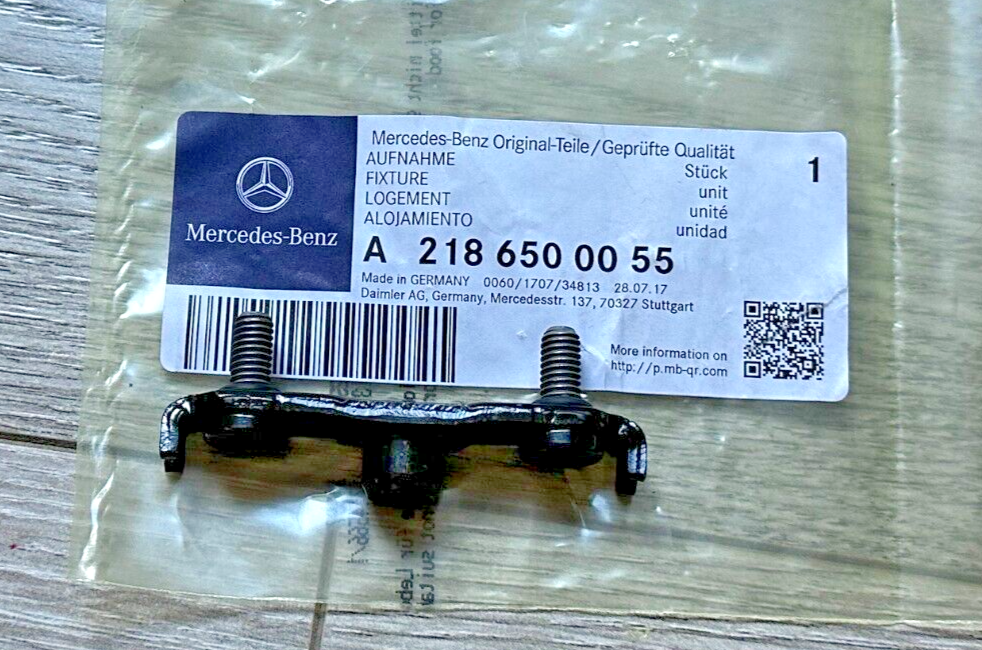 Mercedes-Benz
Mercedes-Benz Original-Teile/Geprüfte Qualität
AUFNAHME Stück 1
FIXTURE unit
LOGEMENT unité
ALOJAMIENTO unidad
A 218 650 00 55
Made in GERMANY 0060/1707/34813 28.07.17
Daimler AG, Germany, Mercedesstr. 137, 70327 Stuttgart
More information on
http://p.mb-qr.com